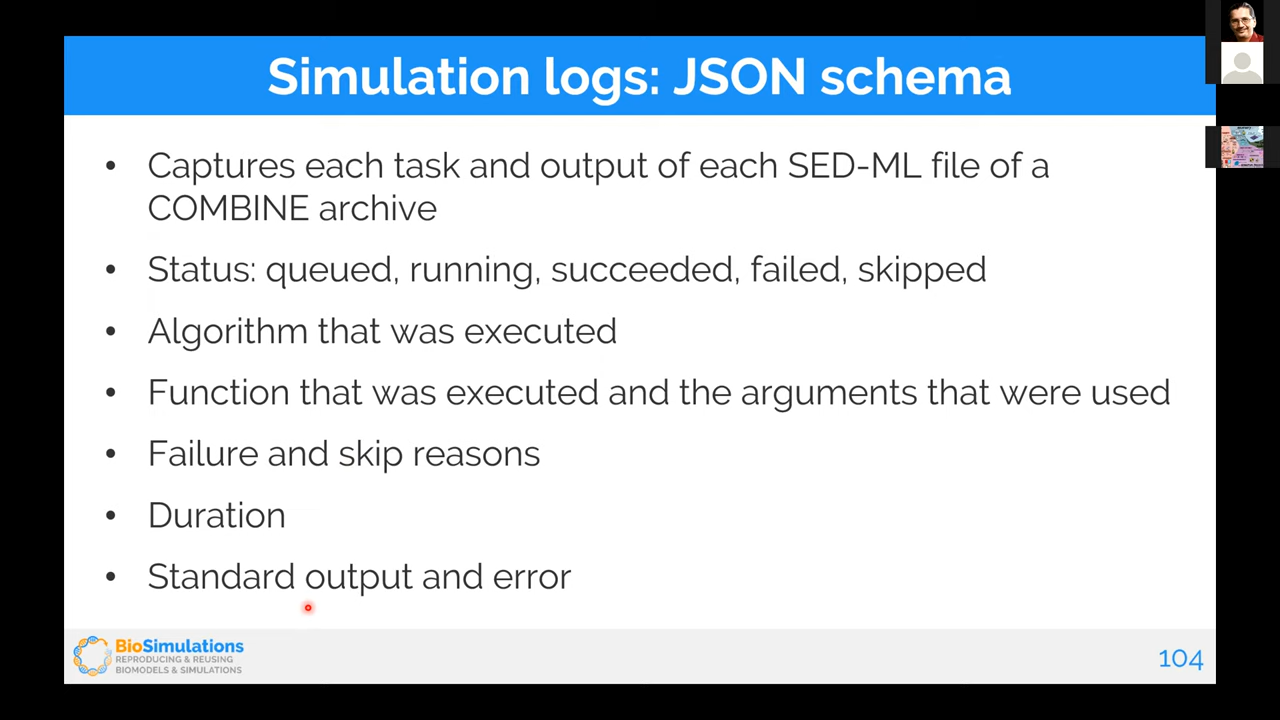 Simulation logs: JSON schema
• Captures each task and output of each SED-ML file of a
COMBINE archive
• Status: queued, running, succeeded, failed, skipped
• Algorithm that was executed
• Function that was executed and the arguments that were used
• Failure and skip reasons
• Duration
• Standard output and error
BioSimulations
REPRODUCING & REUSING
BIOMODELS & SIMULATIONS
104